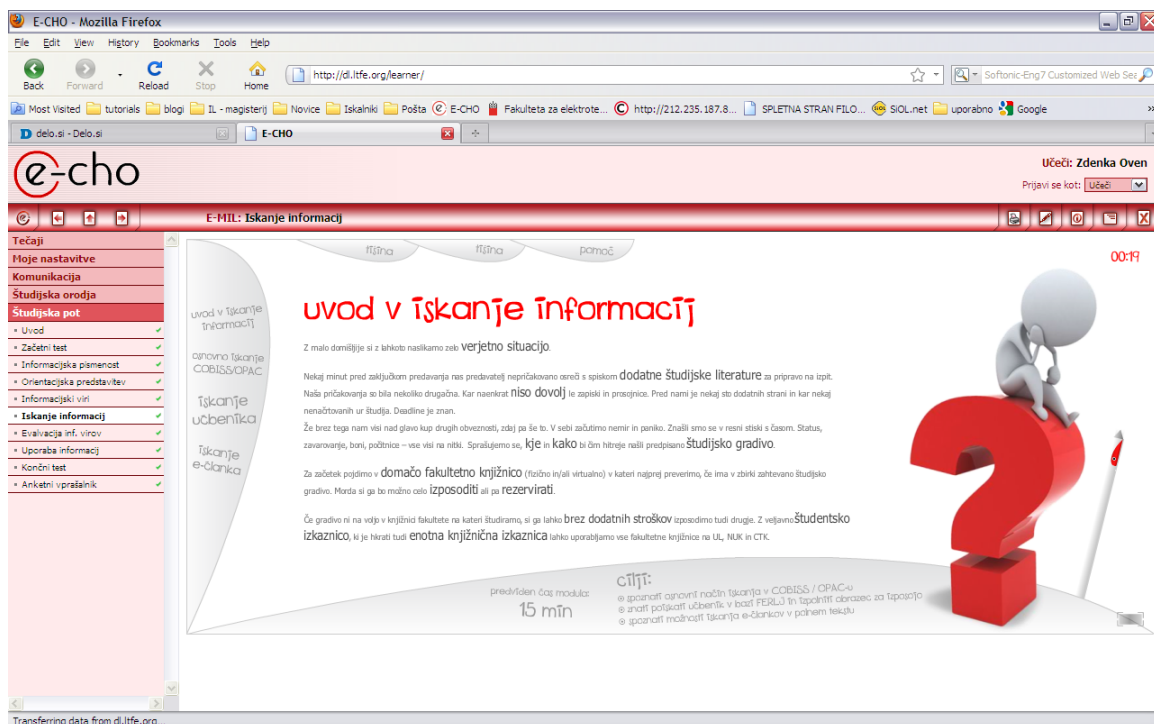 E-CHO - Mozilla Firefox
File Edit View History Bookmarks Tools Help
Back Forward Reload Stop Home http://dl.ltfe.org/learner/ Softonic-Eng7 Customized Web Sea
Most Visited tutorials blogi IL - magisterij Novice Iskalniki Pošta E-CHO Fakulteta za elektrote... http://212.235.187.8... SPLETNA STRAN FILO... SiOL.net uporabno Google »
delo.si - Delo.si E-CHO
e-cho
Učeči: Zdenka Oven
Prijavi se kot: Učeči
E-MIL: Iskanje informacij
Tečaji
Moje nastavitve
Komunikacija
Študijska orodja
Študijska pot
Uvod
Začetni test
Informacijska pismenost
Orientacijska predstavitev
Informacijski viri
Iskanje informacij
Evalvacija inf. virov
Uporaba informacij
Končni test
Anketni vprašalnik
tišina tišina pomoč
00:19
uvod v iskanje
informacij
osnovno iskanje
COBISS/OPAC
iskanje
učbenika
iskanje
e-članka
uvod v iskanje informacij
Z malo domišljije si z lahkoto naslikamo zelo verjetno situacijo.
Nekaj minut pred zaključkom predavanja nas predavatelj nepričakovano osreči s spiskom dodatne študijske literature za pripravo na izpit.
Naša pričakovanja so bila nekoliko drugačna. Kar naenkrat niso dovolj le zapiski in prosojnice. Pred nami je nekaj sto dodatnih strani in kar nekaj
nenačrtovanih ur študija. Deadline je znan.
Že brez tega nam visi nad glavo kup drugih obveznosti, zdaj pa še to. V sebi začutimo nemir in paniko. Znašli smo se v resni stiski s časom. Status,
zavarovanje, boni, počitnice – vse visi na nitki. Sprašujemo se, kje in kako bi čim hitreje našli predpisano študijsko gradivo.
Za začetek pojdimo v domačo fakultetno knjižnico (fizično in/ali virtualno) v kateri najprej preverimo, če ima v zbirki zahtevano študijsko
gradivo. Morda si ga bo možno celo izposoditi ali pa rezervirati.
Če gradivo ni na voljo v knjižnici fakultete na kateri študiramo, si ga lahko brez dodatnih stroškov izposodimo tudi drugje. Z veljavno študentsko
izkaznico, ki je hkrati tudi enotna knjižnična izkaznica lahko uporabljamo vse fakultetne knjižnice na UL, NUK in CTK.
predviden čas modula:
15 min
cilji:
spoznati osnovni način iskanja v COBISS / OPAC-u
znati poiskati učbenik v bazi FERLJ in izpolniti obrazec za izposojo
spoznati možnosti iskanja e-člankov v polnem tekstu
Transferring data from dl.ltfe.org...